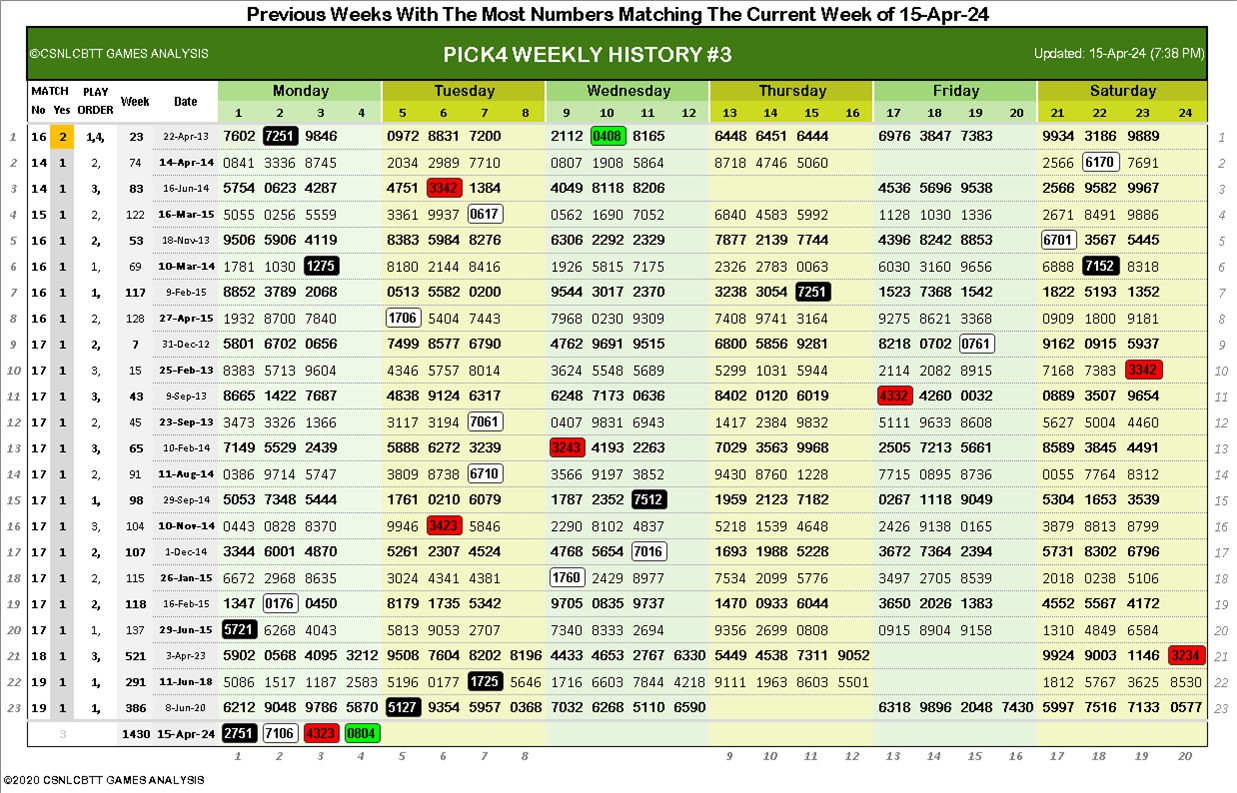 Previous Weeks With The Most Numbers Matching The Current Week of 15-Apr-24
©CSNLCBTT GAMES ANALYSIS PICK4 WEEKLY HISTORY #3 Updated: 15-Apr-24 (7:38 PM)
MATCH PLAY Week Date Monday Tuesday Wednesday Thursday Friday Saturday
No Yes ORDER 1 2 3 4 5 6 7 8 9 10 11 12 13 14 15 16 17 18 19 20 21 22 23 24
1 16 2 1,4, 23 22-Apr-13 7602 7251 9846 0972 8831 7200 2112 0408 8165 6448 6451 6444 6976 3847 7383 9934 3186 9889 1
2 14 1 2, 74 14-Apr-14 0841 3336 8745 2034 2989 7710 0807 1908 5864 8718 4746 5060 2566 6170 7691 2
3 14 1 3, 83 16-Jun-14 5754 0623 4287 4751 3342 1384 4049 8118 8206 4536 5696 9538 2566 9582 9967 3
4 15 1 2, 122 16-Mar-15 5055 0256 5559 3361 9937 0617 0562 1690 7052 6840 4583 5992 1128 1030 1336 2671 8491 9886 4
5 16 1 2, 53 18-Nov-13 9506 5906 4119 8383 5984 8276 6306 2292 2329 7877 2139 7744 4396 8242 8853 6701 3567 5445 5
6 16 1 1, 69 10-Mar-14 1781 1030 1275 8180 2144 8416 1926 5815 7175 2326 2783 0063 6030 3160 9656 6888 7152 8318 6
7 16 1 1, 117 9-Feb-15 8852 3789 2068 0513 5582 0200 9544 3017 2370 3238 3054 7251 1523 7368 1542 1822 5193 1352 7
8 16 1 2, 128 27-Apr-15 1932 8700 7840 1706 5404 7443 7968 0230 9309 7408 9741 3164 9275 8621 3368 0909 1800 9181 8
9 17 1 2, 7 31-Dec-12 5801 6702 0656 7499 8577 6790 4762 9691 9515 6800 5856 9281 8218 0702 0761 9162 0915 5937 9
10 17 1 3, 15 25-Feb-13 8383 5713 9604 4346 5757 8014 3624 5548 5689 5299 1031 5944 2114 2082 8915 7168 7383 3342 10
11 17 1 3, 43 9-Sep-13 8665 1422 7687 4838 9124 6317 6248 7173 0636 8402 0120 6019 4332 4260 0032 0889 3507 9654 11
12 17 1 2, 45 23-Sep-13 3473 3326 1366 3117 3194 7061 0407 9831 6943 1417 2384 9832 5111 9633 8608 5627 5004 4460 12
13 17 1 3, 65 10-Feb-14 7149 5529 2439 5888 6272 3239 3243 4193 2263 7029 3563 9968 2505 7213 5661 8589 3845 4491 13
14 17 1 2, 91 11-Aug-14 0386 9714 5747 3809 8738 6710 3566 9197 3852 9430 8760 1228 7715 0895 8736 0055 7764 8312 14
15 17 1 1, 98 29-Sep-14 5053 7348 5444 1761 0210 6079 1787 2352 7512 1959 2123 7182 0267 1118 9049 5304 1653 3539 15
16 17 1 3, 104 10-Nov-14 0443 0828 8370 9946 3423 5846 2290 8102 4837 5218 1539 4648 2426 9138 0165 3879 8813 8799 16
17 17 1 2, 107 1-Dec-14 3344 6001 4870 5261 2307 4524 4768 5654 7016 1693 1988 5228 3672 7364 2394 5731 8302 6796 17
18 17 1 2, 115 26-Jan-15 6672 2968 8635 3024 4341 4381 1760 2429 8977 7534 2099 5776 3497 2705 8539 2018 0238 5106 18
19 17 1 2, 118 16-Feb-15 1347 0176 0450 8179 1735 5342 9705 0835 9737 1470 0933 6044 3650 2026 1383 4552 5567 4172 19
20 17 1 1, 137 29-Jun-15 5721 6268 4043 5813 9053 2707 7340 8333 2694 9356 2699 0808 0915 8904 9158 1310 4849 6584 20
21 18 1 3, 521 3-Apr-23 5902 0568 4095 3212 9508 7604 8202 8196 4433 4653 2767 6330 5449 4538 7311 9052 9924 9003 1146 3234 21
22 19 1 1, 291 11-Jun-18 5086 1517 1187 2583 5196 0177 1725 5646 1716 6603 7844 4218 9111 1963 8603 5501 1812 5767 3625 8530 22
23 19 1 1, 386 8-Jun-20 6212 9048 9786 5870 5127 9354 5957 0368 7032 6268 5110 6590 6318 9896 2048 7430 5997 7516 7133 0577 23
3 1430 15-Apr-24 2751 7106 4323 0804
1 2 3 4 5 6 7 8 9 10 11 12 13 14 15 16 17 18 19 20
©2020 CSNLCBTT GAMES ANALYSIS